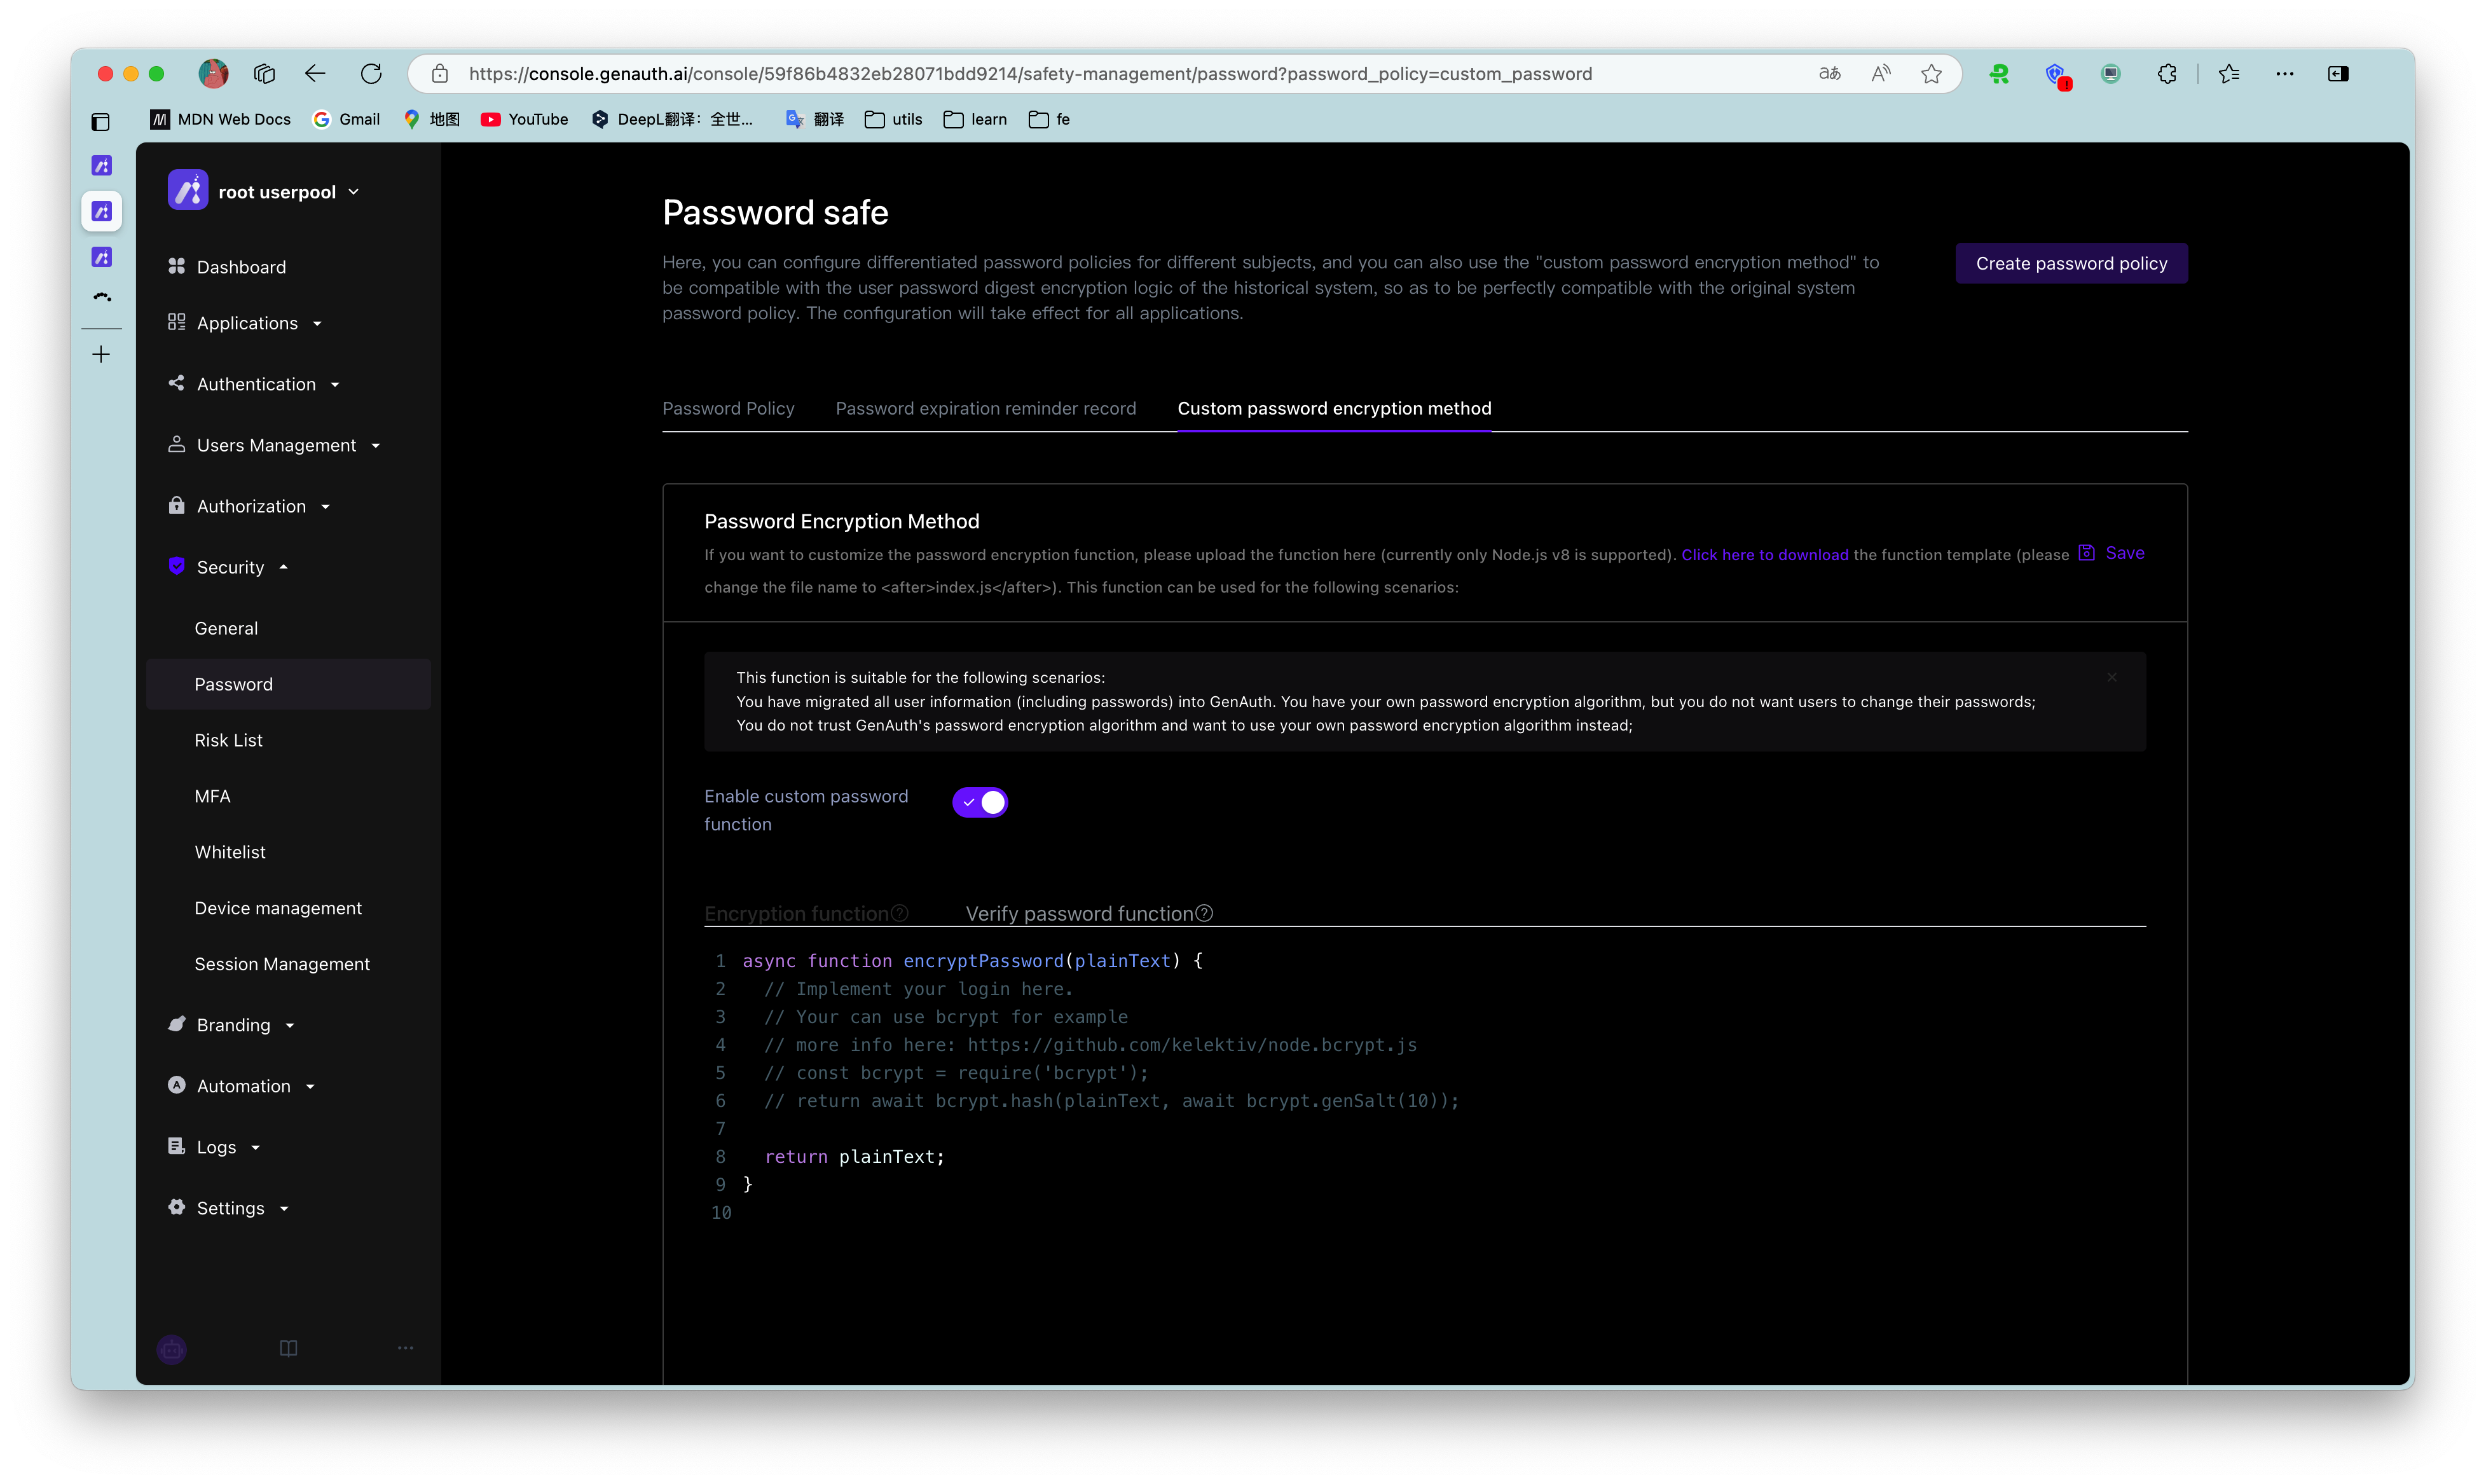 https://console.genauth.ai/console/59f86b4832eb28071bdd9214/safety-management/password?password_policy=custom_password
aあ
A
MDN Web Docs
Gmail
地图
YouTube
DeepL翻译：全世...
翻译
utils
learn
fe
root userpool
Dashboard
Applications
Authentication
Users Management
Authorization
Security
General
Password
Risk List
MFA
Whitelist
Device management
Session Management
Branding
Automation
Logs
Settings
Password safe
Here, you can configure differentiated password policies for different subjects, and you can also use the "custom password encryption method" to
be compatible with the user password digest encryption logic of the historical system, so as to be perfectly compatible with the original system
password policy. The configuration will take effect for all applications.
Create password policy
Password Policy
Password expiration reminder record
Custom password encryption method
Password Encryption Method
If you want to customize the password encryption function, please upload the function here (currently only Node.js v8 is supported). Click here to download the function template (please
change the file name to <after>index.js</after>). This function can be used for the following scenarios:
Save
This function is suitable for the following scenarios:
You have migrated all user information (including passwords) into GenAuth. You have your own password encryption algorithm, but you do not want users to change their passwords;
You do not trust GenAuth's password encryption algorithm and want to use your own password encryption algorithm instead;
Enable custom password
function
Encryption function?
Verify password function?
1 async function encryptPassword(plainText) {
2 // Implement your login here.
3 // Your can use bcrypt for example
4 // more info here: https://github.com/kelektiv/node.bcrypt.js
5 // const bcrypt = require('bcrypt');
6 // return await bcrypt.hash(plainText, await bcrypt.genSalt(10));
7
8 return plainText;
9 }
10